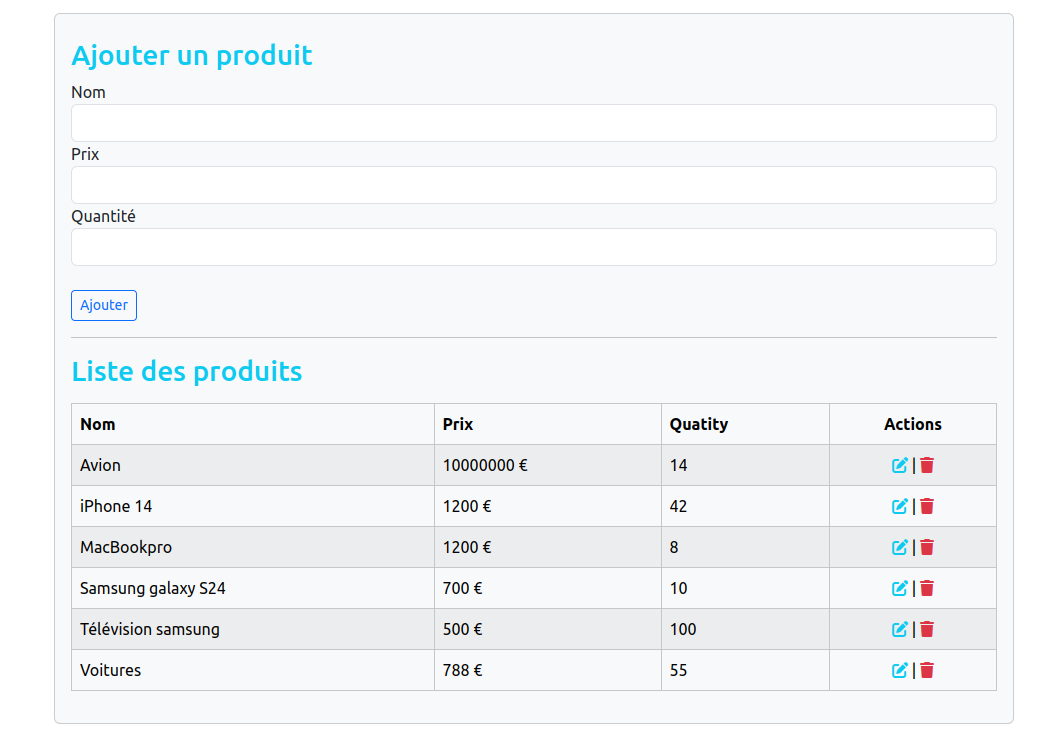 Ajouter un produit
Nom
Prix
Quantité
Ajouter
Liste des produits
Nom Prix Quatity Actions
Avion 10000000 € 14 |
iPhone 14 1200 € 42 |
MacBookpro 1200 € 8 |
Samsung galaxy S24 700 € 10 |
Télévision samsung 500 € 100 |
Voitures 788 € 55 |